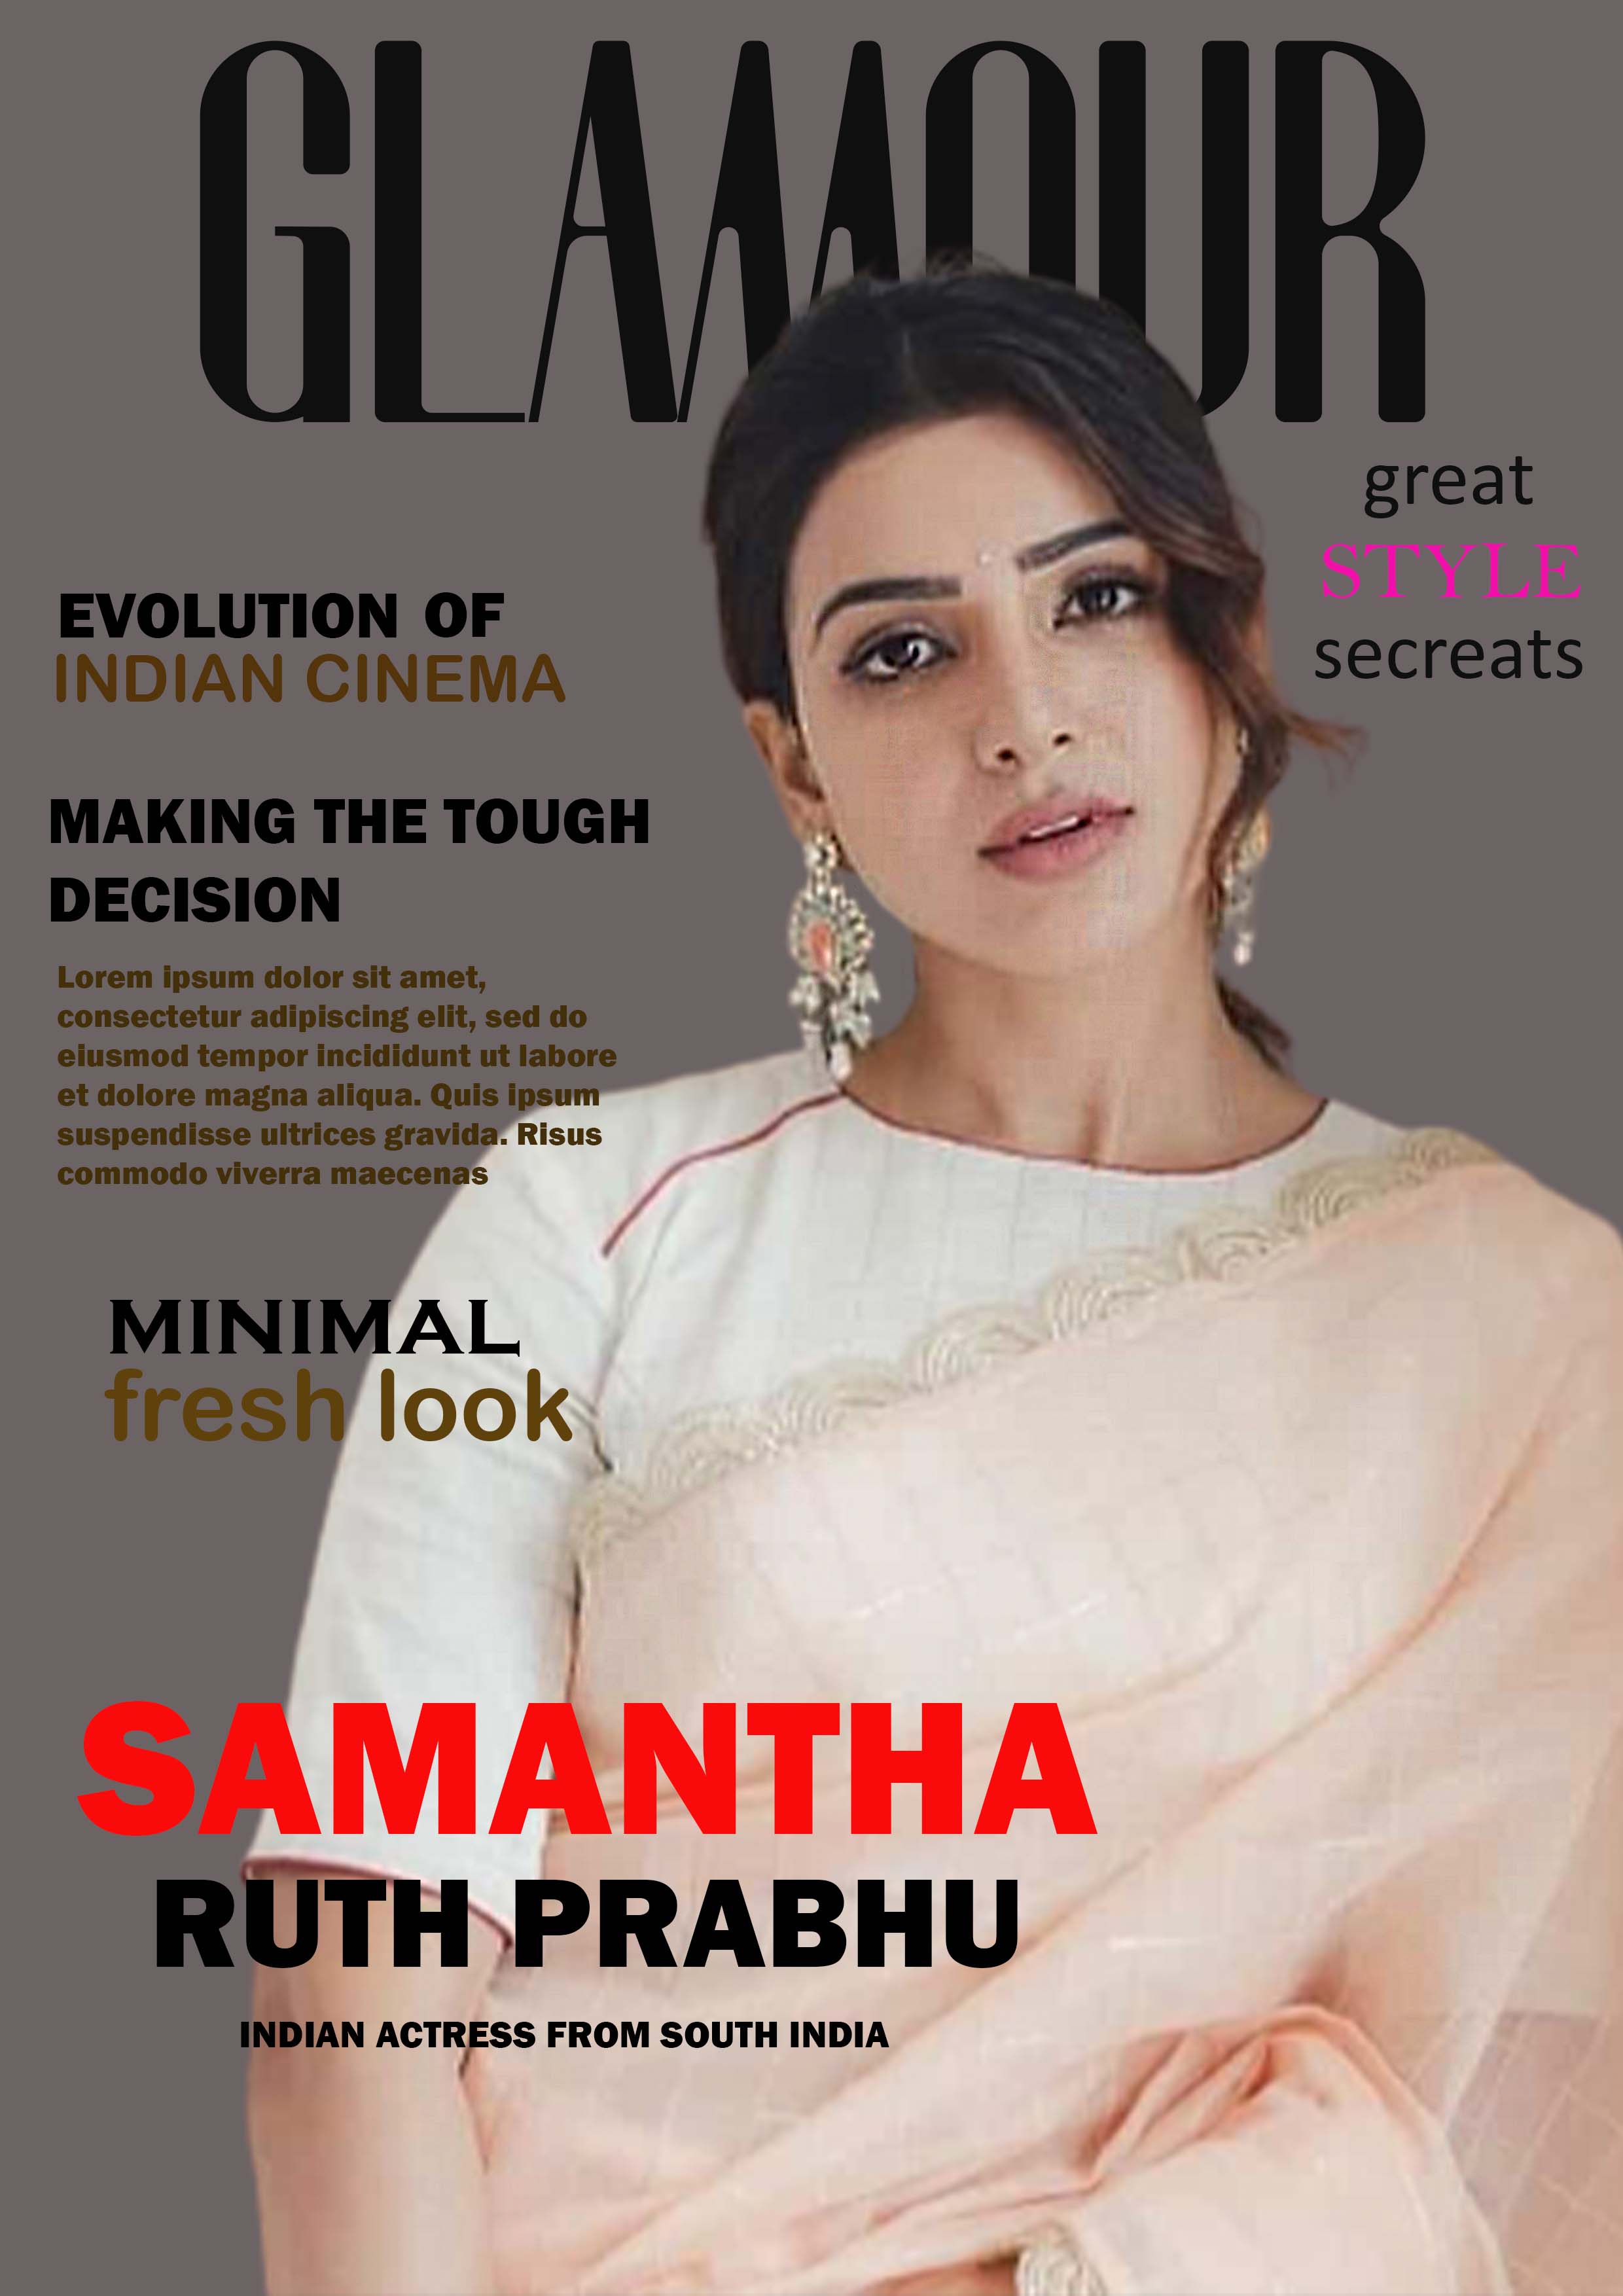 GLAMOUR
great
STYLE
secreats
EVOLUTION OF
INDIAN CINEMA
MAKING THE TOUGH
DECISION
Lorem ipsum dolor sit amet,
consectetur adipiscing elit, sed do
eiusmod tempor incididunt ut labore
et dolore magna aliqua. Quis ipsum
suspendisse ultrices gravida. Risus
commodo viverra maecenas
MINIMAL
fresh look
SAMANTHA
RUTH PRABHU
INDIAN ACTRESS FROM SOUTH INDIA